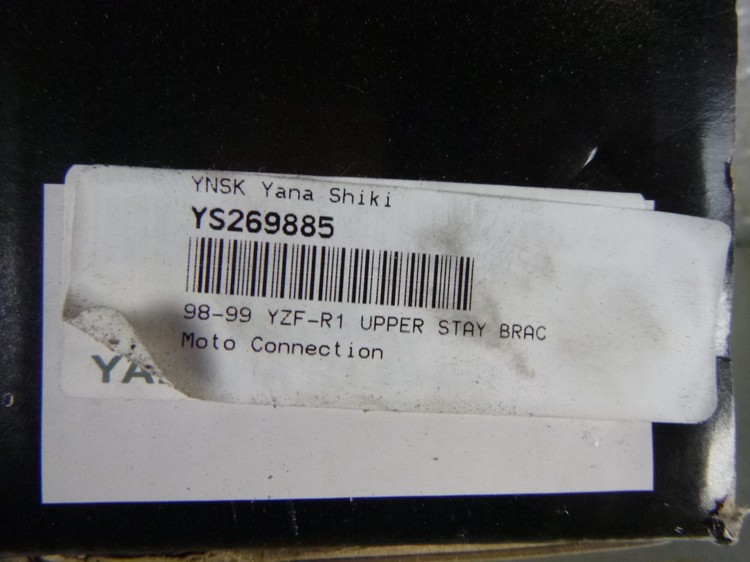 YNSK Yana Shiki
YS269885
98-99 YZF-R1 UPPER STAY BRAC
Moto Connection